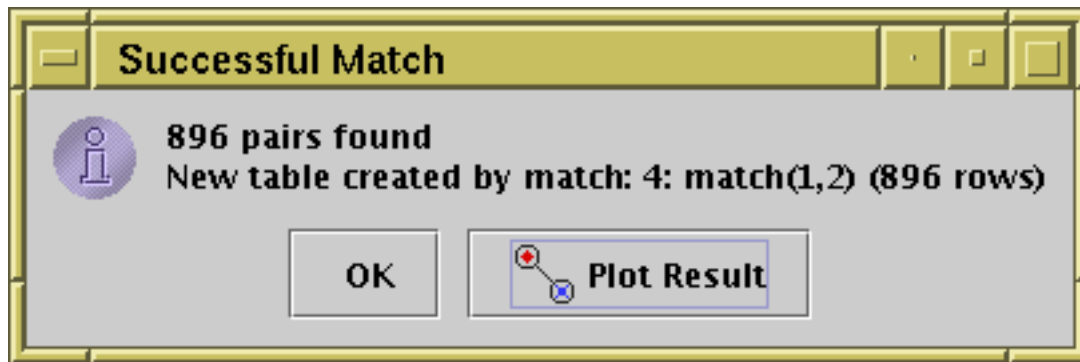 Successful Match
896 pairs found
New table created by match: 4: match(1,2) (896 rows)
OK
Plot Result